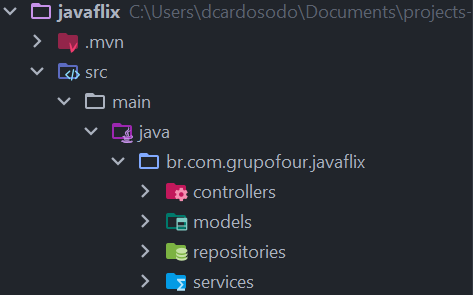 javaflix C:\Users\dcardosodo\Documents\projects-
.mvn
src
main
java
br.com.grupofour.javaflix
controllers
models
repositories
services